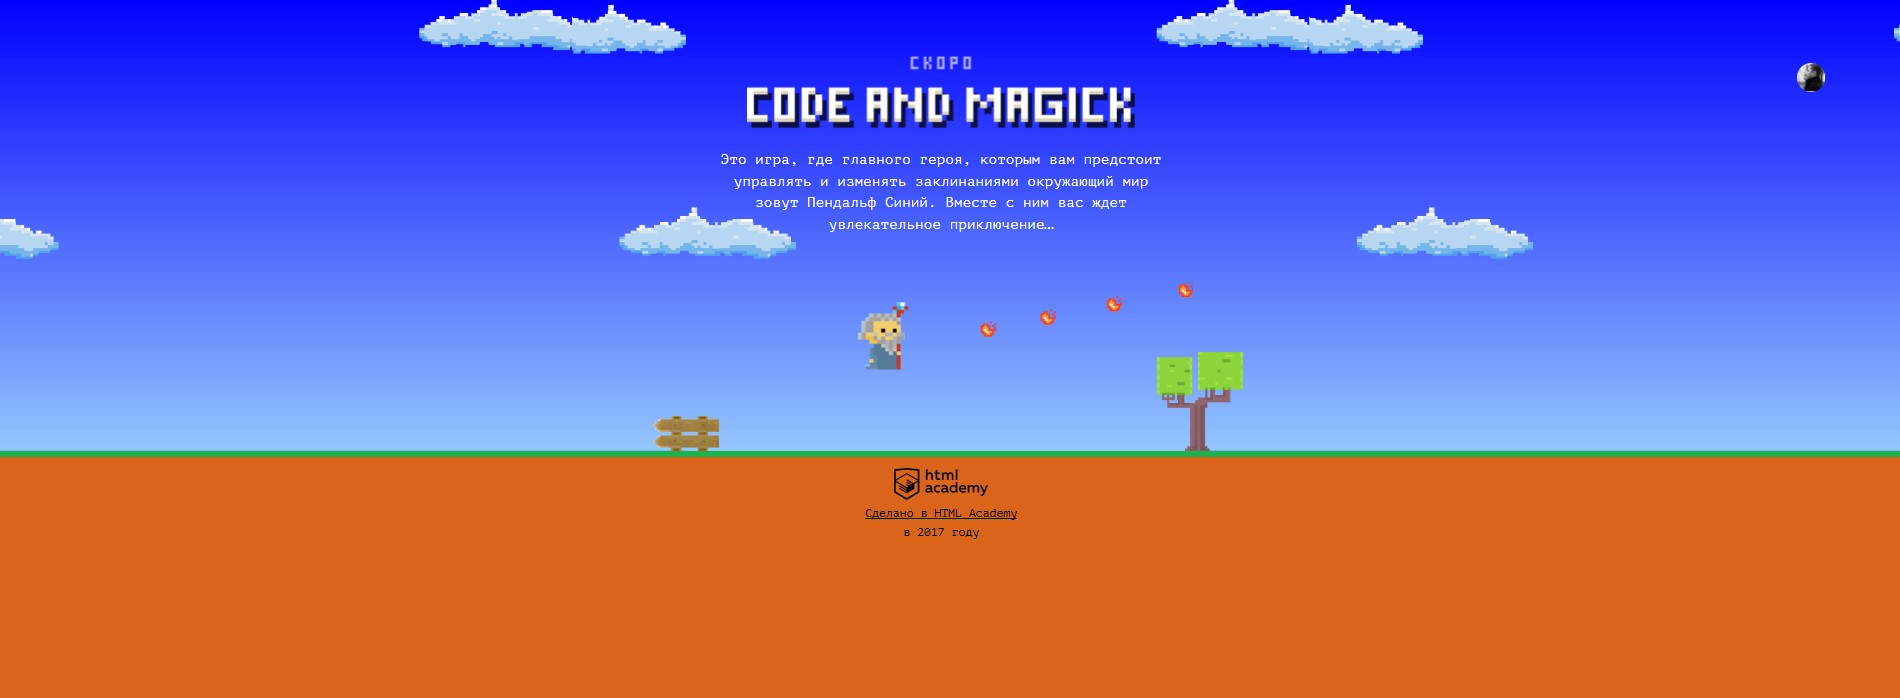 СКОРО
CODE AND MAGICK
Это игра, где главного героя, которым вам предстоит
управлять и изменять заклинаниями окружающий мир
зовут Пендальф Синий. Вместе с ним вас ждет
увлекательное приключение…
html
academy
Сделано в HTML Academy
в 2017 году